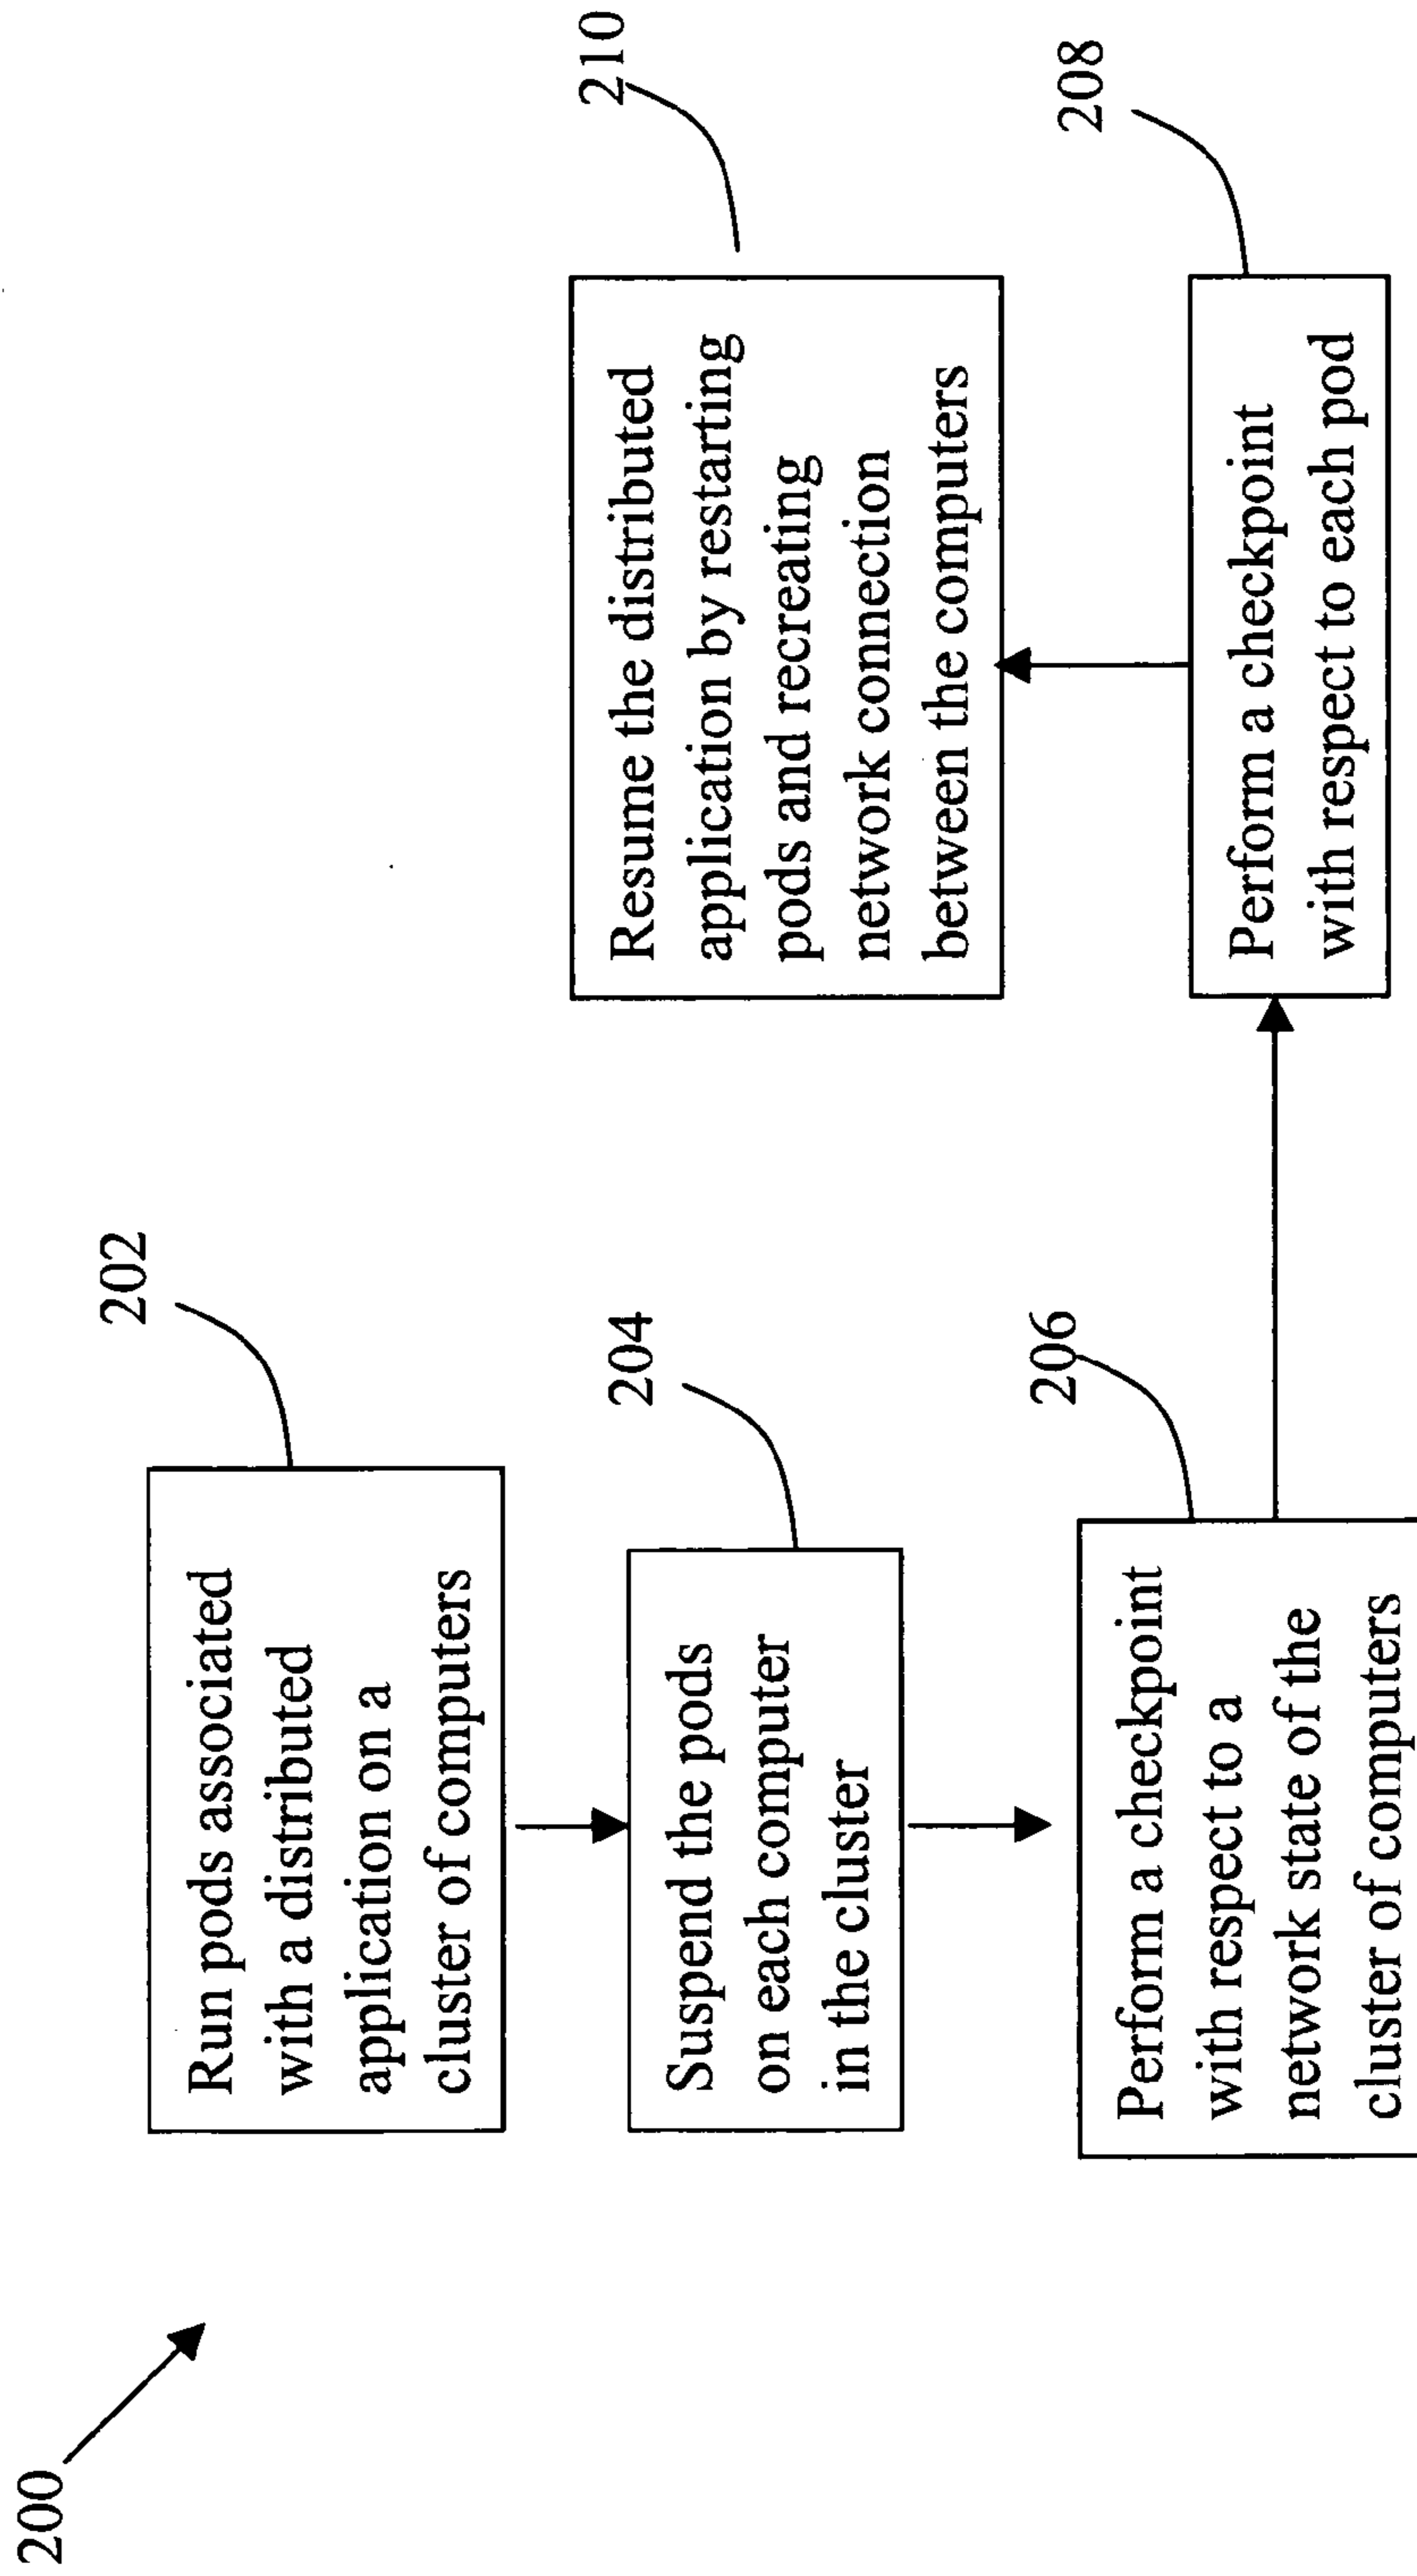 200
202
Run pods associated
with a distributed
application on a
cluster of computers
204
Suspend the pods
on each computer
in the cluster
206
Perform a checkpoint
with respect to a
network state of the
cluster of computers
208
Perform a checkpoint
with respect to each pod
210
Resume the distributed
application by restarting
pods and recreating
network connection
between the computers